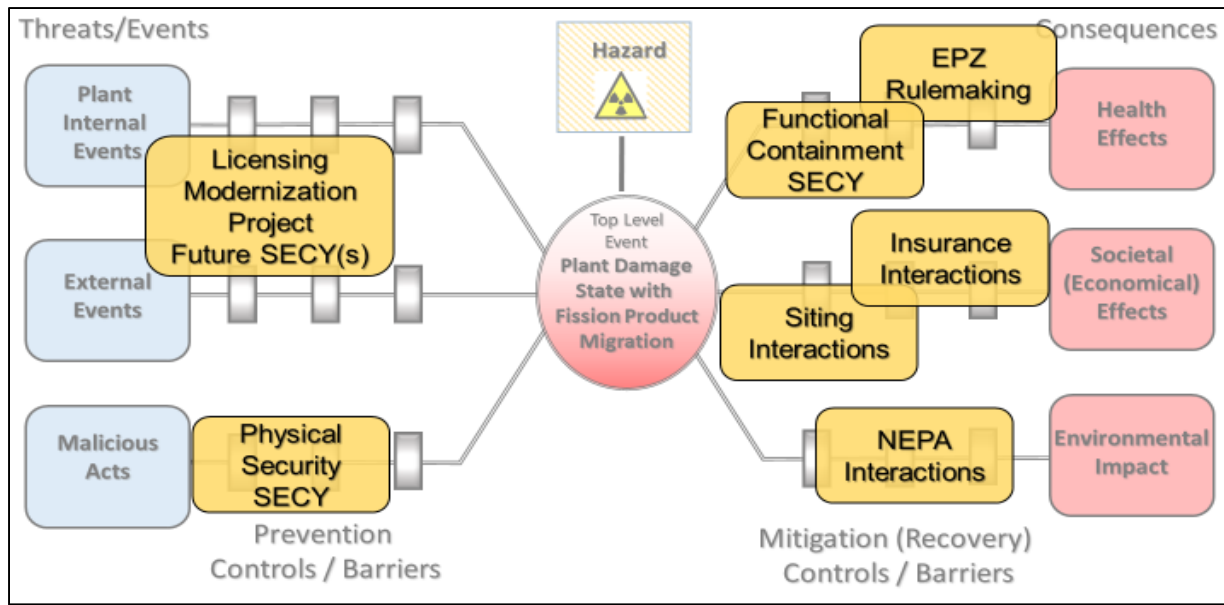 Threats/Events
Hazard
Consequences
Plant
Internal
Events
Licensing
Modernization
Project
Future SECY(s)
External
Events
Malicious
Acts
Physical
Security
SECY
Prevention
Controls / Barriers
Top Level
Event
Plant Damage
State with
Fission Product
Migration
EPZ
Rulemaking
Functional
Containment
SECY
Health
Effects
Insurance
Interactions
Siting
Interactions
Societal
(Economical)
Effects
NEPA
Interactions
Environmental
Impact
Mitigation (Recovery)
Controls / Barriers